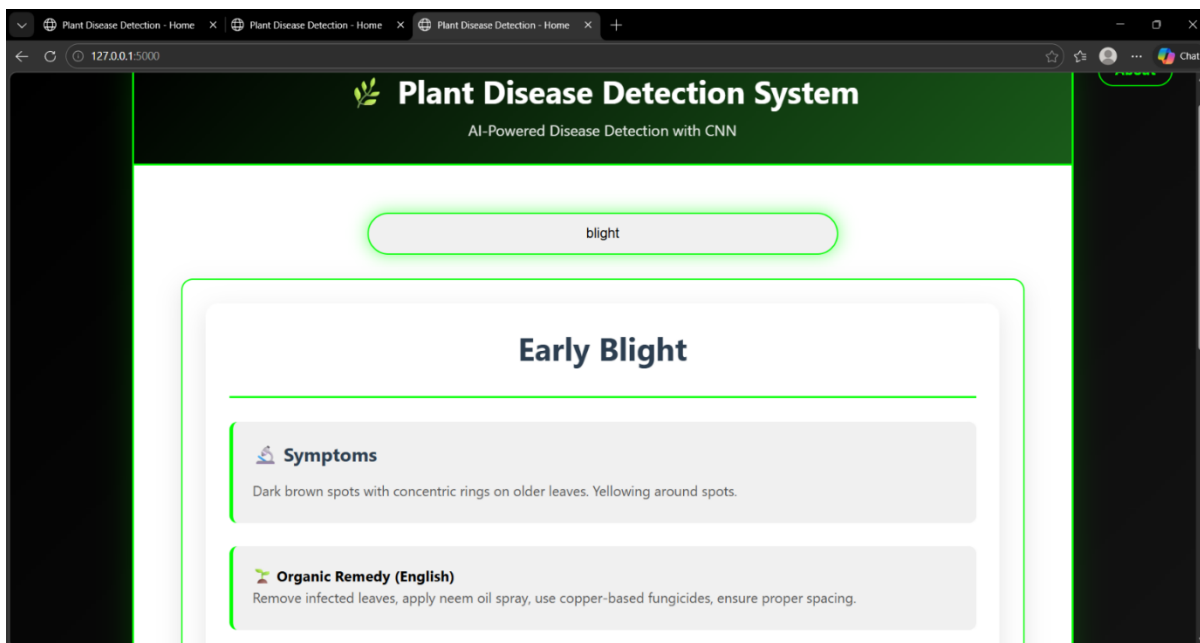 Plant Disease Detection - Home
Plant Disease Detection - Home
Plant Disease Detection - Home
127.0.0.1:5000
Chat
About
Plant Disease Detection System
AI-Powered Disease Detection with CNN
blight
Early Blight
Symptoms
Dark brown spots with concentric rings on older leaves. Yellowing around spots.
Organic Remedy (English)
Remove infected leaves, apply neem oil spray, use copper-based fungicides, ensure proper spacing.